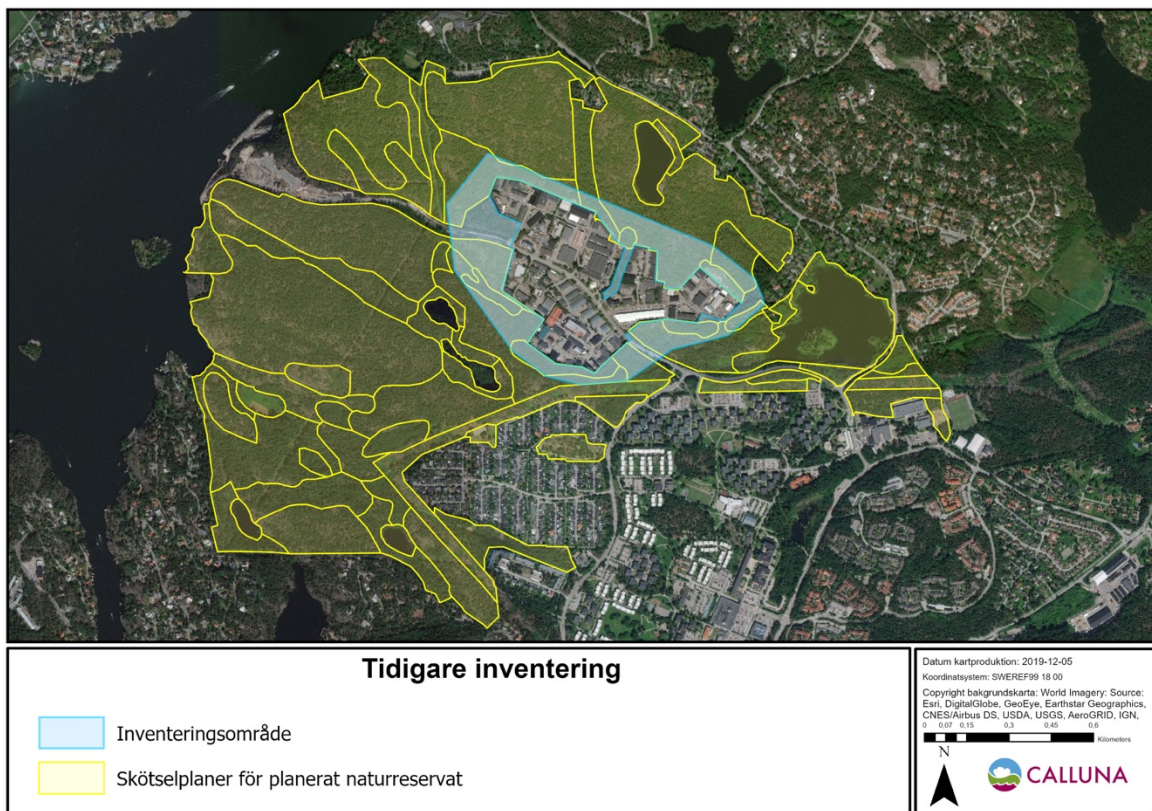 Tidigare inventering
Inventeringsområde
Skötselplaner för planerat naturreservat
Datum kartproduktion: 2019-12-05
Koordinatsystem: SWEREF99 18 00
Copyright bakgrundskarta: World Imagery: Source:
Esri, DigitalGlobe, GeoEye, Earthstar Geographics,
CNES/Airbus DS, USDA, USGS, AeroGRID, IGN,
0 0,07 0,15 0,3 0,45 0,6
Kilometers
N
CALLUNA